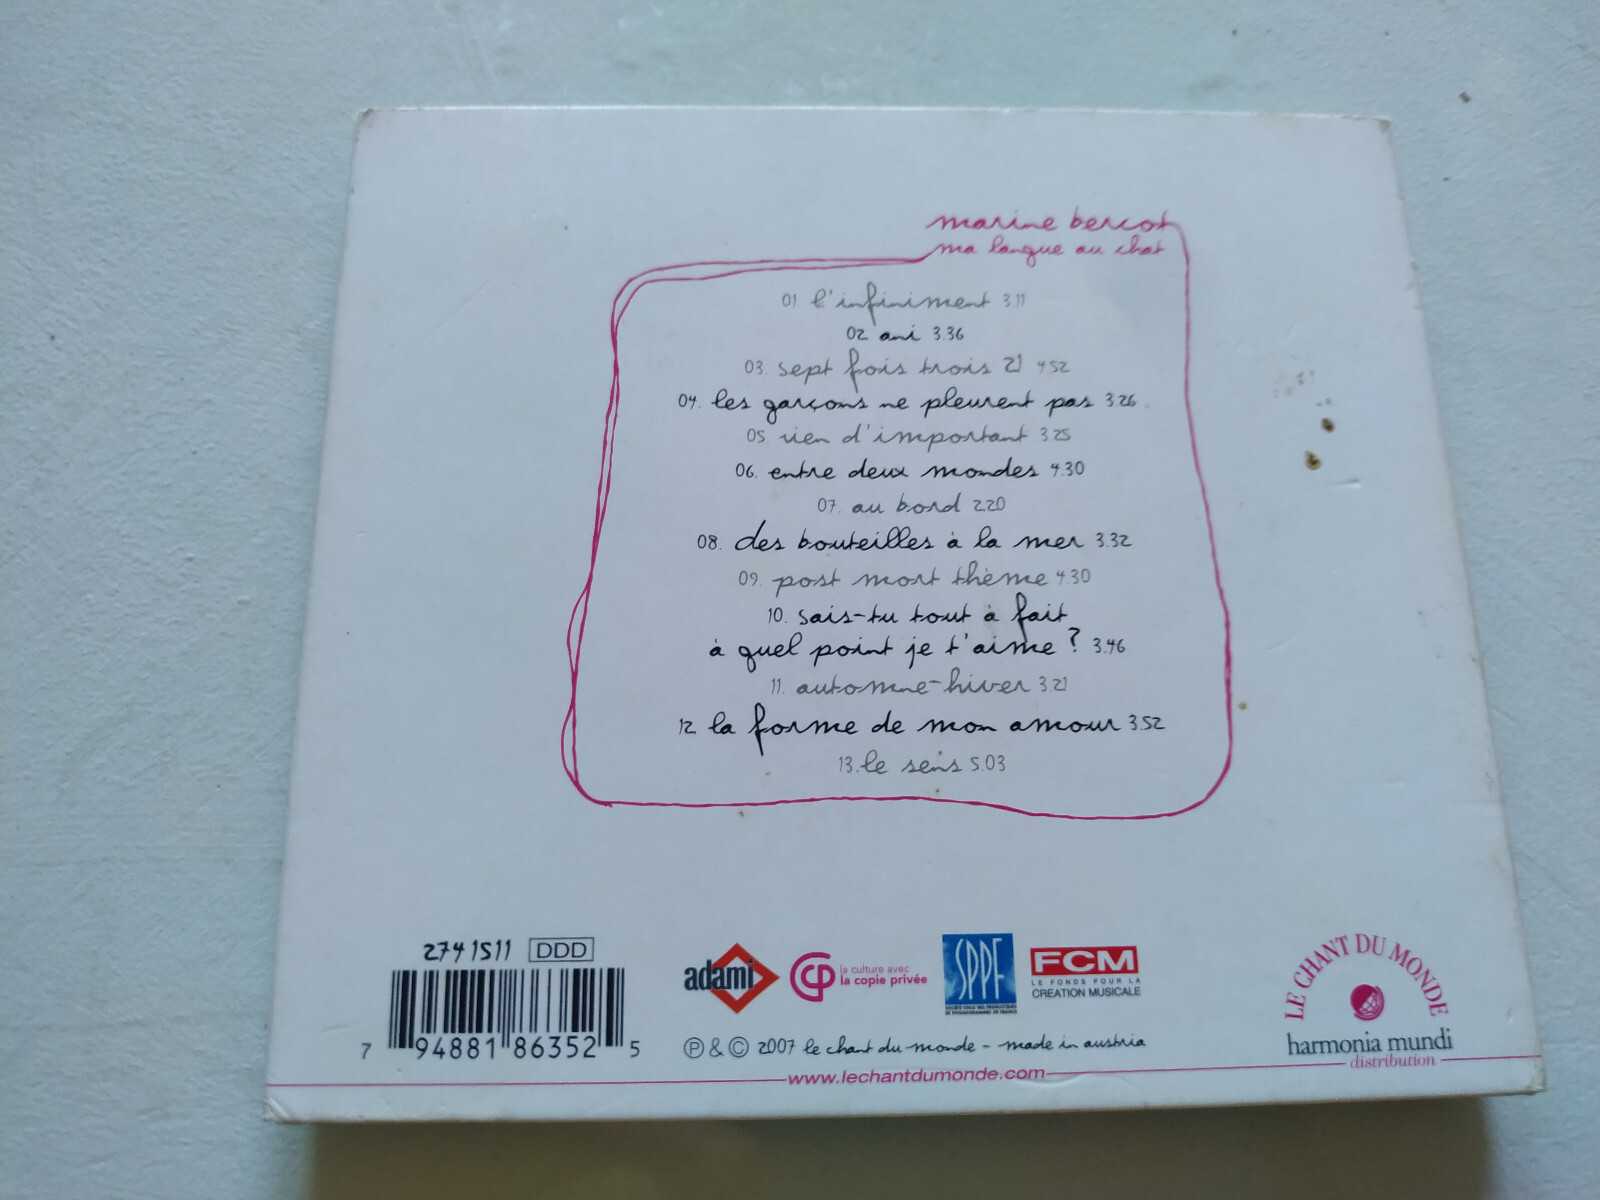 marine bercot
ma langue au chat
01. l'infiniment 3.11
02 ani 3.36
03. sept fois trois 21 4.52
04. les garçons ne pleurent pas 3.26.
05. rien d'important 3.25
06. entre deux mondes 4.30
07. au bord 2.20
08. des bouteilles à la mer 3.32
09. post mort thème 4.30
10. sais-tu tout à fait
à quel point je t'aime ? 3.46
11. automne-hiver 3.21
12 la forme de mon amour 3.52
13. le sens 5.03
2741511 DDD
7 94881 86352 5
adami
CP la culture avec
la copie privée
SPPF
FCM
LE FONDS POUR LA
CREATION MUSICALE
LE CHANT DU MONDE
harmonia mundi
distribution
℗ & © 2007 le chant du monde - made in austria
www.lechantdumonde.com